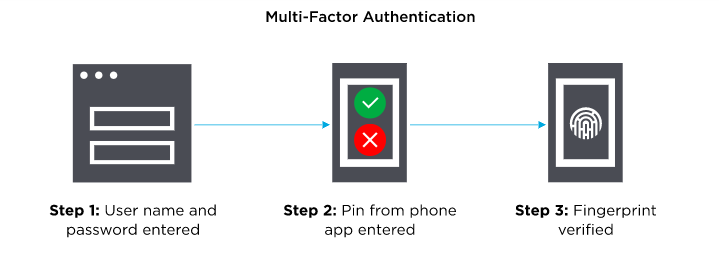 Multi-Factor Authentication
Step 1: User name and
password entered
Step 2: Pin from phone
app entered
Step 3: Fingerprint
verified